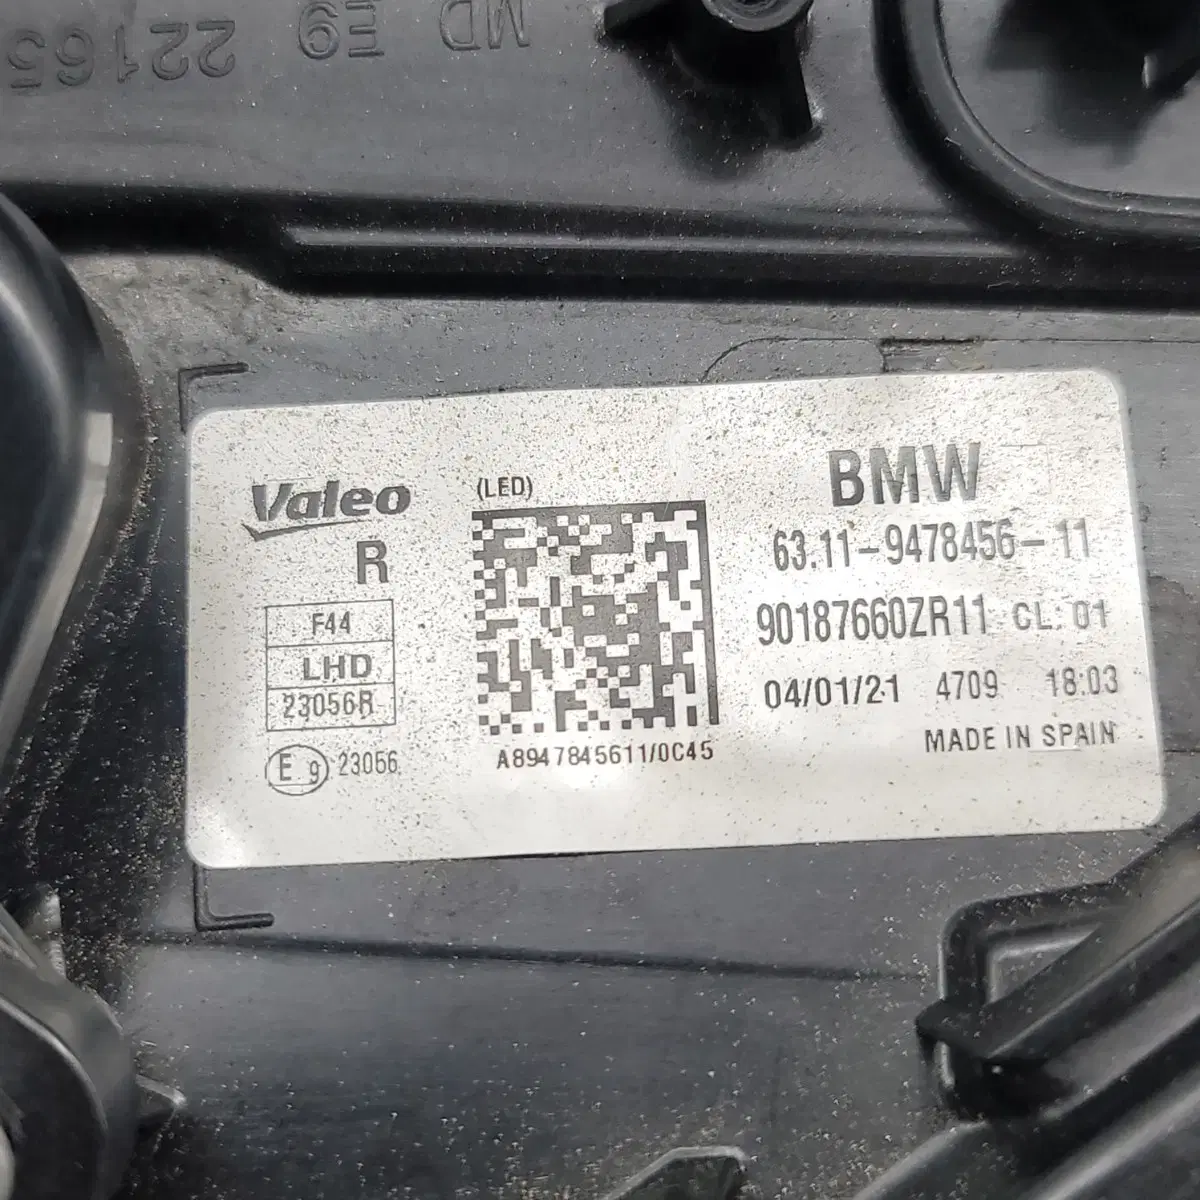 MD E9 22165
Valeo
R
F44
LHD
23056R
E 9 23056
(LED)
A8947845611/0C45
BMW
63.11-9478456-11
90187660ZR11 CL: 01
04/01/21 4709 18:03
MADE IN SPAIN